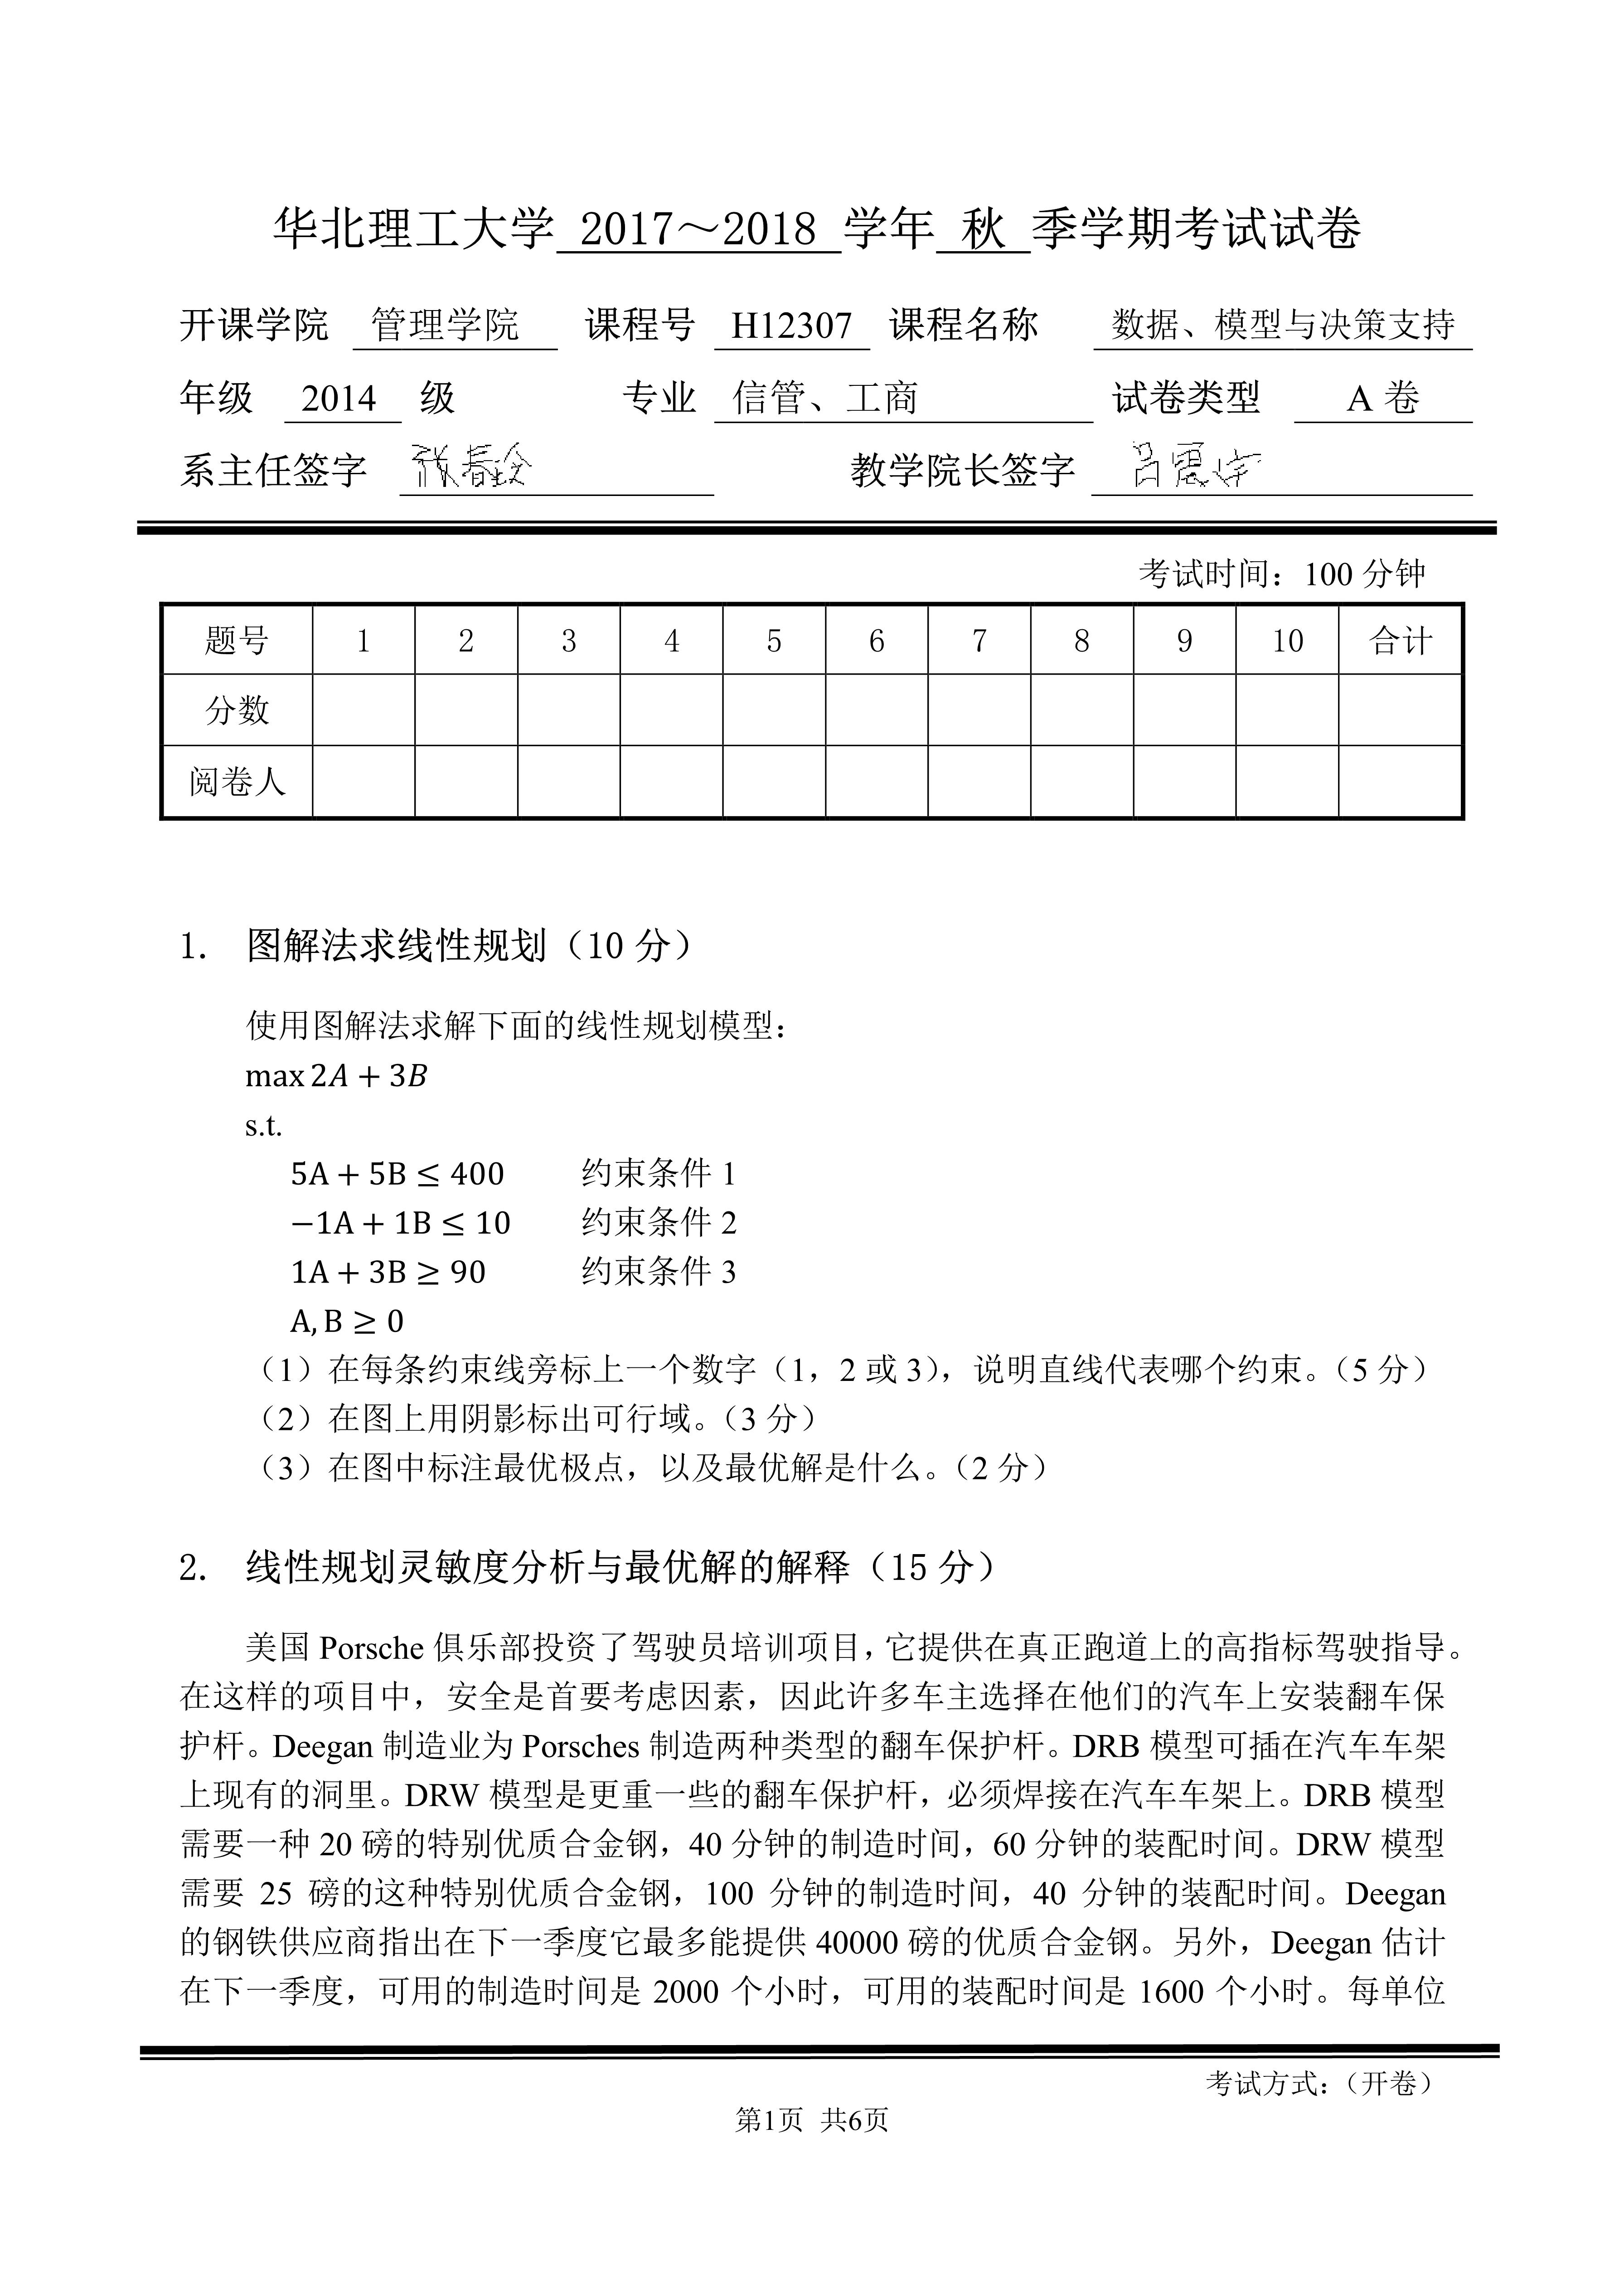 华北理工大学 2017～2018 学年 秋 季学期考试试卷
开课学院 管理学院 课程号 H12307 课程名称 数据、模型与决策支持
年级 2014 级 专业 信管、工商 试卷类型 A 卷
系主任签字 教学院长签字
考试时间：100 分钟
题号 1 2 3 4 5 6 7 8 9 10 合计
分数
阅卷人
1. 图解法求线性规划（10 分）
使用图解法求解下面的线性规划模型：
max 2A + 3B
s.t.
5A + 5B ≤ 400 约束条件 1
−1A + 1B ≤ 10 约束条件 2
1A + 3B ≥ 90 约束条件 3
A, B ≥ 0
（1）在每条约束线旁标上一个数字（1，2 或 3），说明直线代表哪个约束。（5 分）
（2）在图上用阴影标出可行域。（3 分）
（3）在图中标注最优极点，以及最优解是什么。（2 分）
2. 线性规划灵敏度分析与最优解的解释（15 分）
美国 Porsche 俱乐部投资了驾驶员培训项目，它提供在真正跑道上的高指标驾驶指导。
在这样的项目中，安全是首要考虑因素，因此许多车主选择在他们的汽车上安装翻车保
护杆。Deegan 制造业为 Porsches 制造两种类型的翻车保护杆。DRB 模型可插在汽车车架
上现有的洞里。DRW 模型是更重一些的翻车保护杆，必须焊接在汽车车架上。DRB 模型
需要一种 20 磅的特别优质合金钢，40 分钟的制造时间，60 分钟的装配时间。DRW 模型
需要 25 磅的这种特别优质合金钢，100 分钟的制造时间，40 分钟的装配时间。Deegan
的钢铁供应商指出在下一季度它最多能提供 40000 磅的优质合金钢。另外，Deegan 估计
在下一季度，可用的制造时间是 2000 个小时，可用的装配时间是 1600 个小时。每单位
考试方式：（开卷）
第1页 共6页